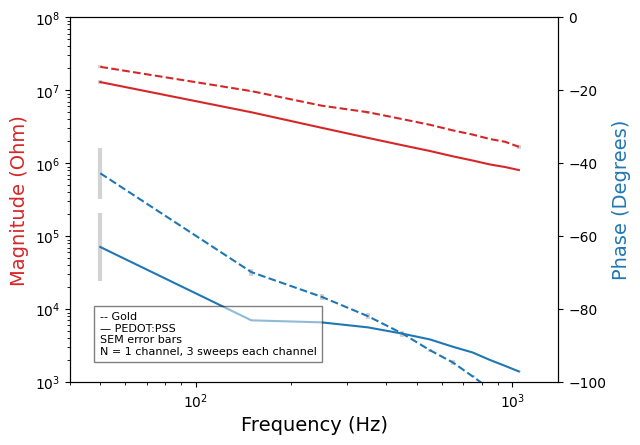 10^8
10^7
10^6
10^5
10^4
10^3
Magnitude (Ohm)
0
−20
−40
−60
−80
−100
Phase (Degrees)
-- Gold
— PEDOT:PSS
SEM error bars
N = 1 channel, 3 sweeps each channel
10^2
10^3
Frequency (Hz)